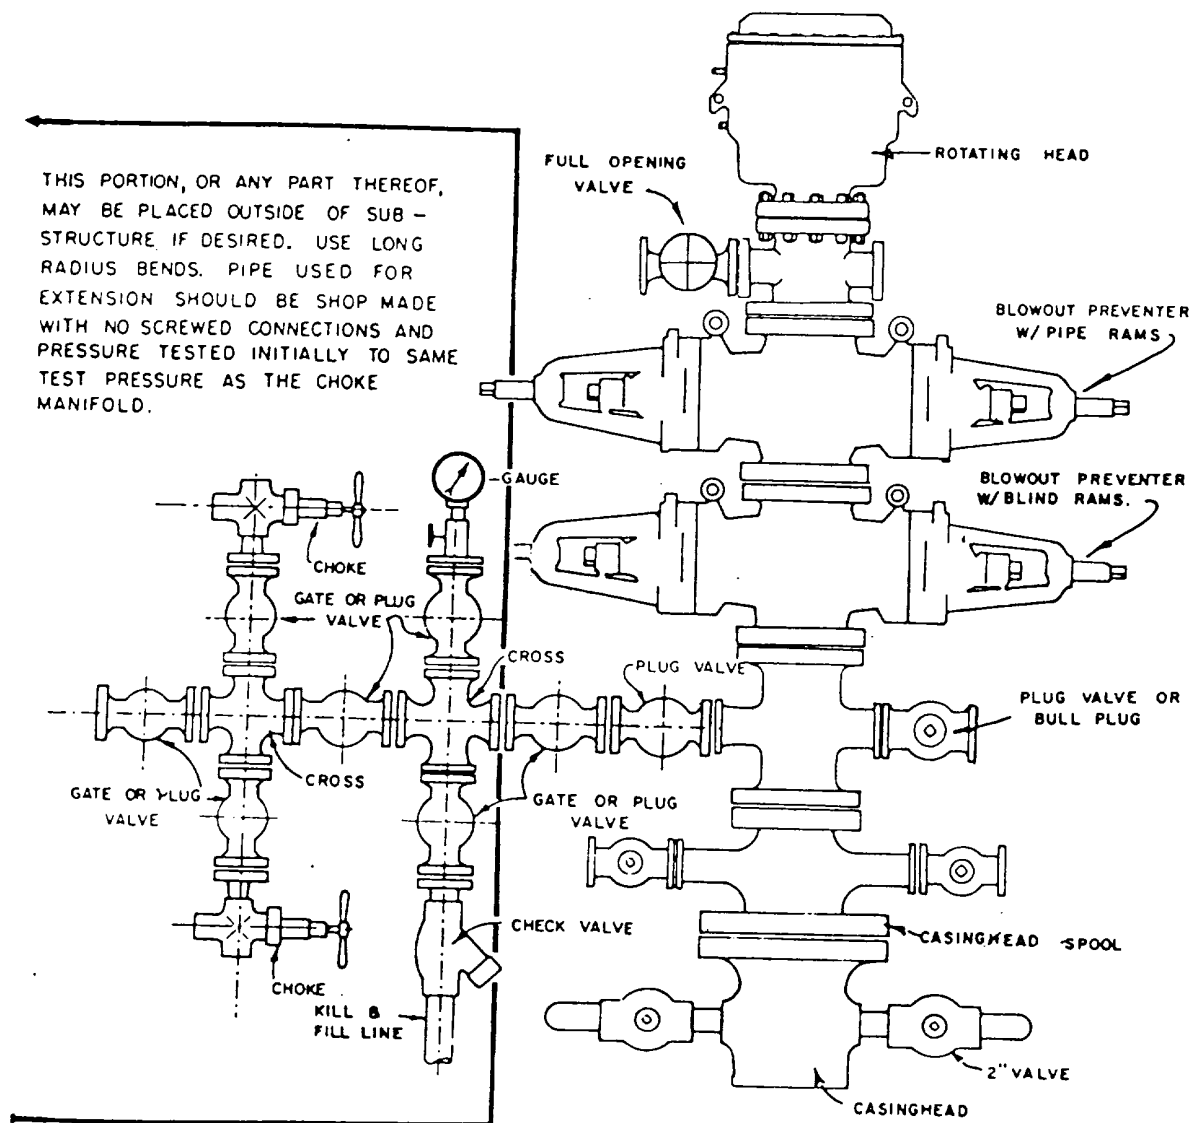 THIS PORTION, OR ANY PART THEREOF,
MAY BE PLACED OUTSIDE OF SUB-
STRUCTURE IF DESIRED. USE LONG
RADIUS BENDS. PIPE USED FOR
EXTENSION SHOULD BE SHOP MADE
WITH NO SCREWED CONNECTIONS AND
PRESSURE TESTED INITIALLY TO SAME
TEST PRESSURE AS THE CHOKE
MANIFOLD.
FULL OPENING
VALVE
ROTATING HEAD
BLOWOUT PREVENTER
W/ PIPE RAMS
BLOWOUT PREVENTER
W/BLIND RAMS.
GAUGE
CHOKE
GATE OR PLUG
VALVE
CROSS
PLUG VALVE
PLUG VALVE OR
BULL PLUG
CROSS
GATE OR PLUG
VALVE
GATE OR PLUG
VALVE
CHECK VALVE
CASINGHEAD SPOOL
CHOKE
KILL &
FILL LINE
2" VALVE
CASINGHEAD